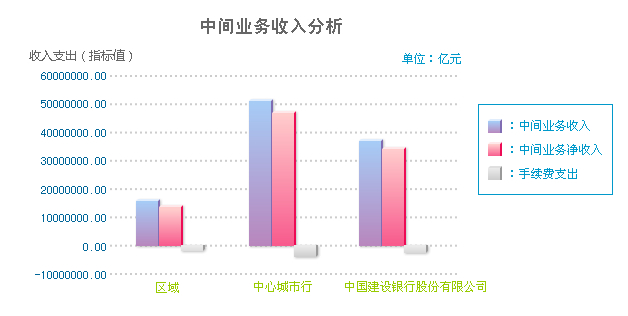 中间业务收入分析
收入支出（指标值）
单位：亿元
60000000.00
50000000.00
40000000.00
30000000.00
20000000.00
10000000.00
0.00
-10000000.00
区域
中心城市行
中国建设银行股份有限公司
：中间业务收入
：中间业务净收入
：手续费支出